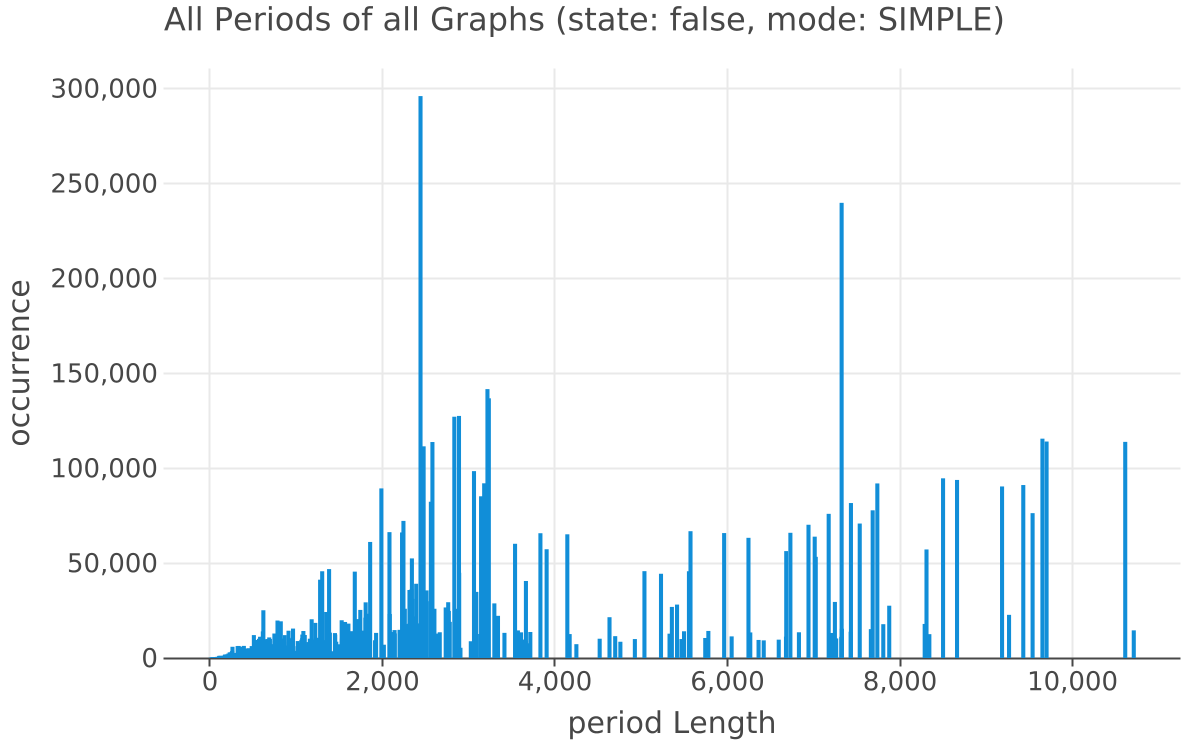 All Periods of all Graphs (state: false, mode: SIMPLE)
300,000
250,000
200,000
150,000
100,000
50,000
0
occurrence
0 2,000 4,000 6,000 8,000 10,000
period Length